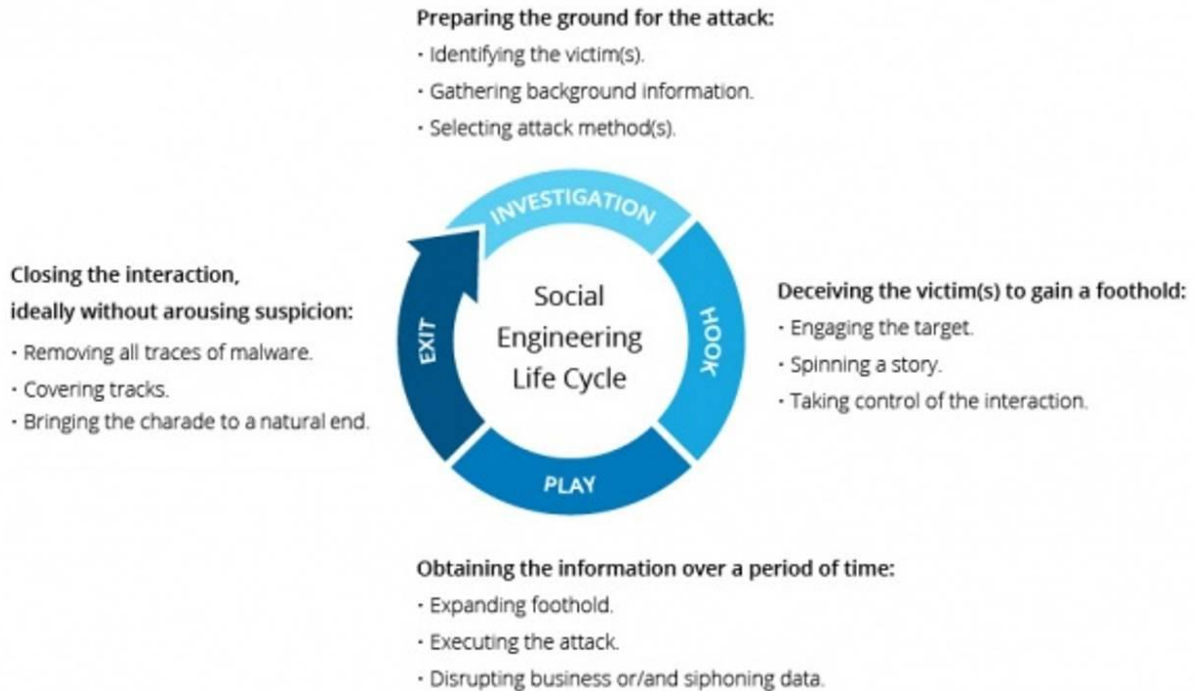 Preparing the ground for the attack:
· Identifying the victim(s).
· Gathering background information.
· Selecting attack method(s).
INVESTIGATION
Closing the interaction,
ideally without arousing suspicion:
· Removing all traces of malware.
· Covering tracks.
· Bringing the charade to a natural end.
EXIT
Social
Engineering
Life Cycle
HOOK
Deceiving the victim(s) to gain a foothold:
· Engaging the target.
· Spinning a story.
· Taking control of the interaction.
PLAY
Obtaining the information over a period of time:
· Expanding foothold.
· Executing the attack.
· Disrupting business or/and siphoning data.